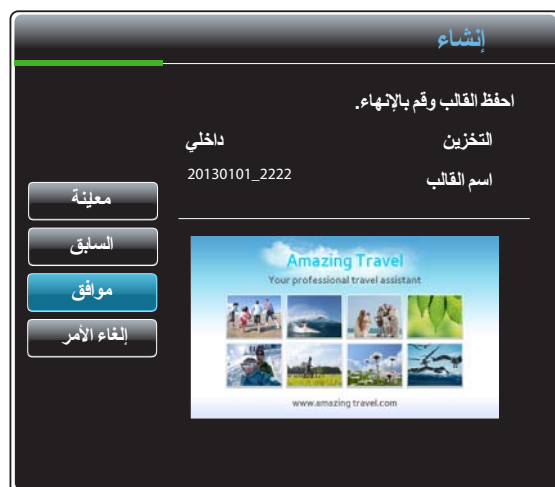 إنشاء
احفظ القالب وقم بالإنهاء.
التخزين داخلي
اسم القالب 20130101_2222
معاينة
السابق
موافق
إلغاء الأمر
Amazing Travel
Your professional travel assistant
www.amazing travel.com